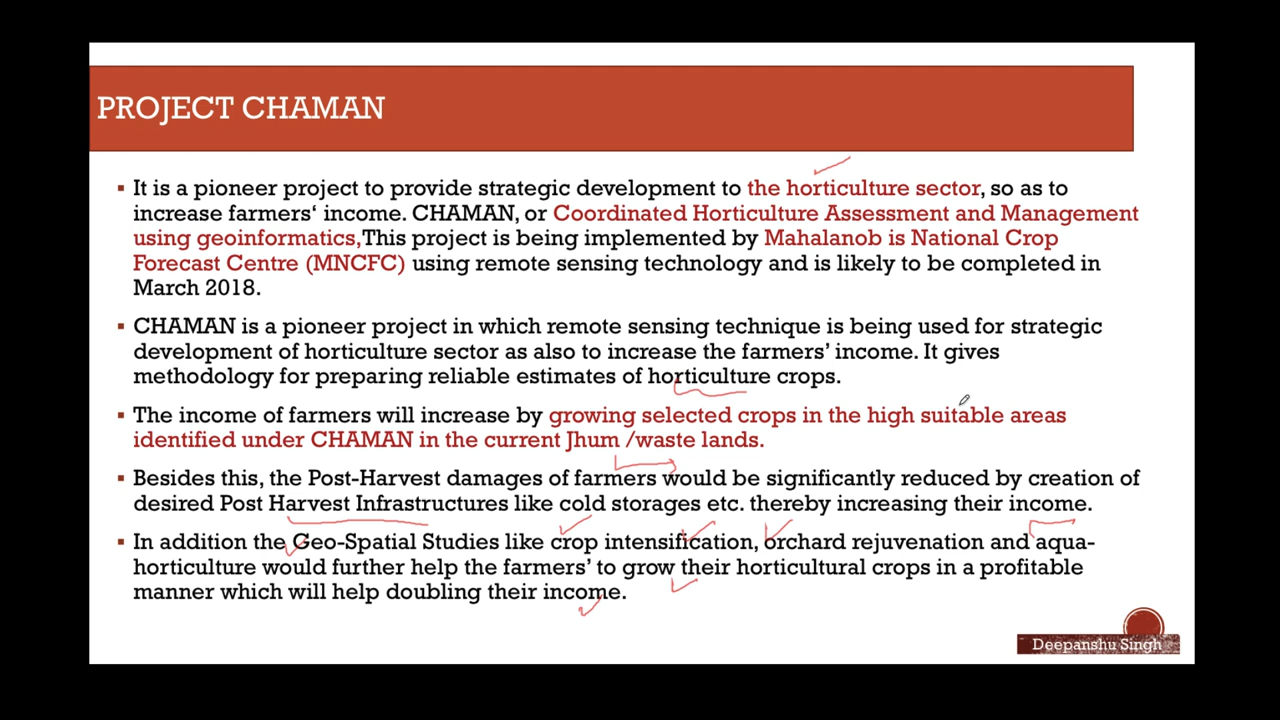 PROJECT CHAMAN
▪ It is a pioneer project to provide strategic development to the horticulture sector, so as to
increase farmers‘ income. CHAMAN, or Coordinated Horticulture Assessment and Management
using geoinformatics,This project is being implemented by Mahalanob is National Crop
Forecast Centre (MNCFC) using remote sensing technology and is likely to be completed in
March 2018.
▪ CHAMAN is a pioneer project in which remote sensing technique is being used for strategic
development of horticulture sector as also to increase the farmers’ income. It gives
methodology for preparing reliable estimates of horticulture crops.
▪ The income of farmers will increase by growing selected crops in the high suitable areas
identified under CHAMAN in the current Jhum /waste lands.
▪ Besides this, the Post-Harvest damages of farmers would be significantly reduced by creation of
desired Post Harvest Infrastructures like cold storages etc. thereby increasing their income.
▪ In addition the Geo-Spatial Studies like crop intensification, orchard rejuvenation and aqua-
horticulture would further help the farmers’ to grow their horticultural crops in a profitable
manner which will help doubling their income.
Deepanshu Singh